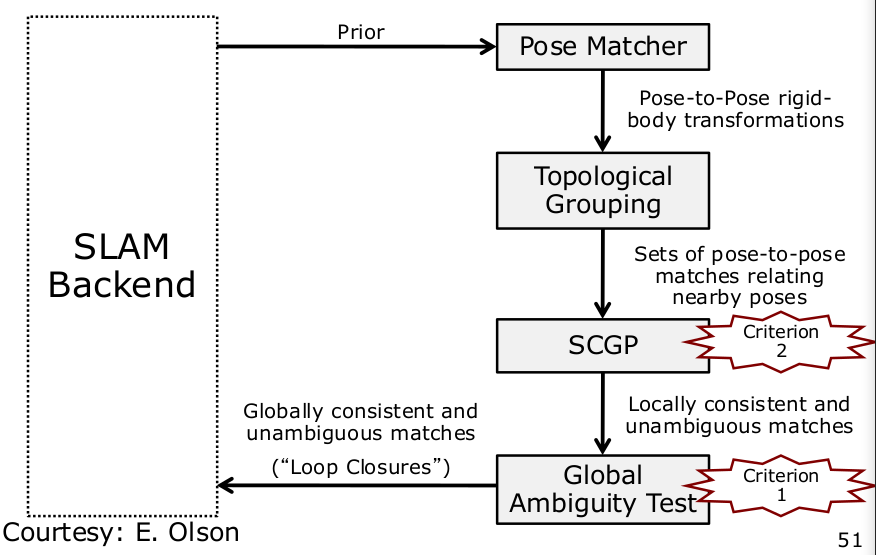 Prior
Pose Matcher
Pose-to-Pose rigid-
body transformations
Topological
Grouping
SLAM
Backend
Sets of pose-to-pose
matches relating
nearby poses
SCGP
Criterion
2
Globally consistent and
unambiguous matches
(“Loop Closures”)
Locally consistent and
unambiguous matches
Global
Ambiguity Test
Criterion
1
Courtesy: E. Olson
51